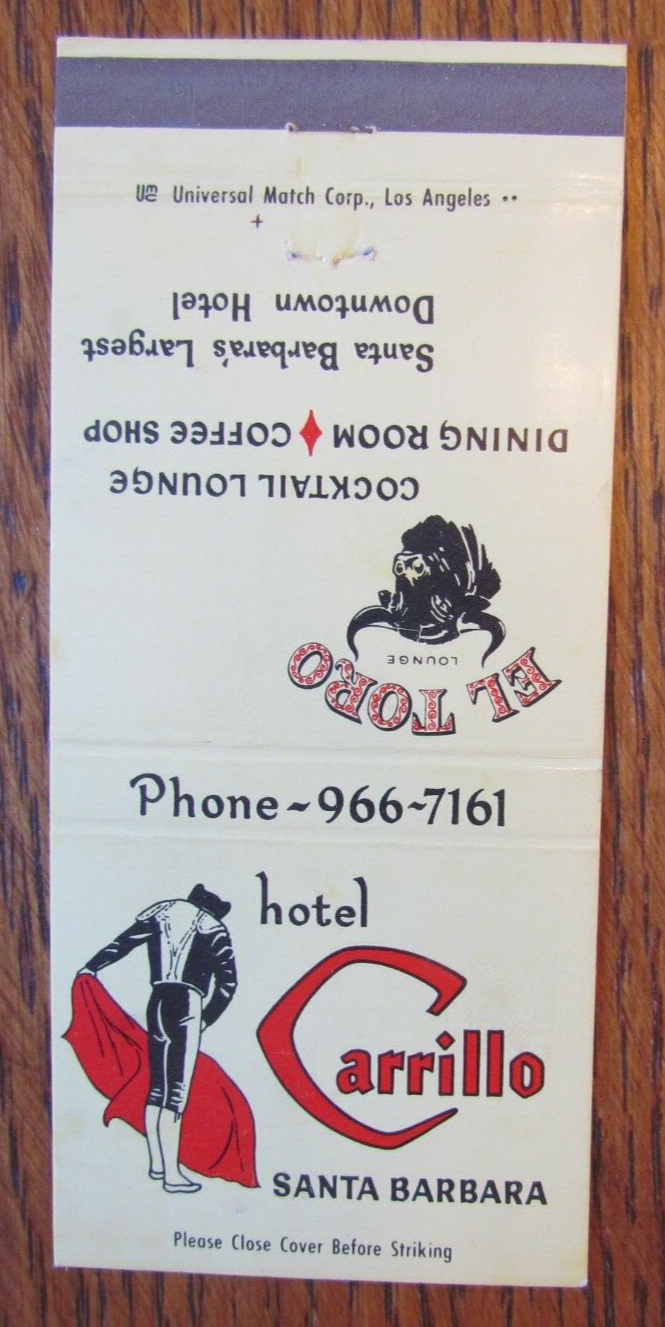 Universal Match Corp., Los Angeles
Santa Barbara's Largest
Downtown Hotel
DINING ROOM COFFEE SHOP
COCKTAIL LOUNGE
EL TORO
LOUNGE
Phone~966~7161
hotel
Carrillo
SANTA BARBARA
Please Close Cover Before Striking